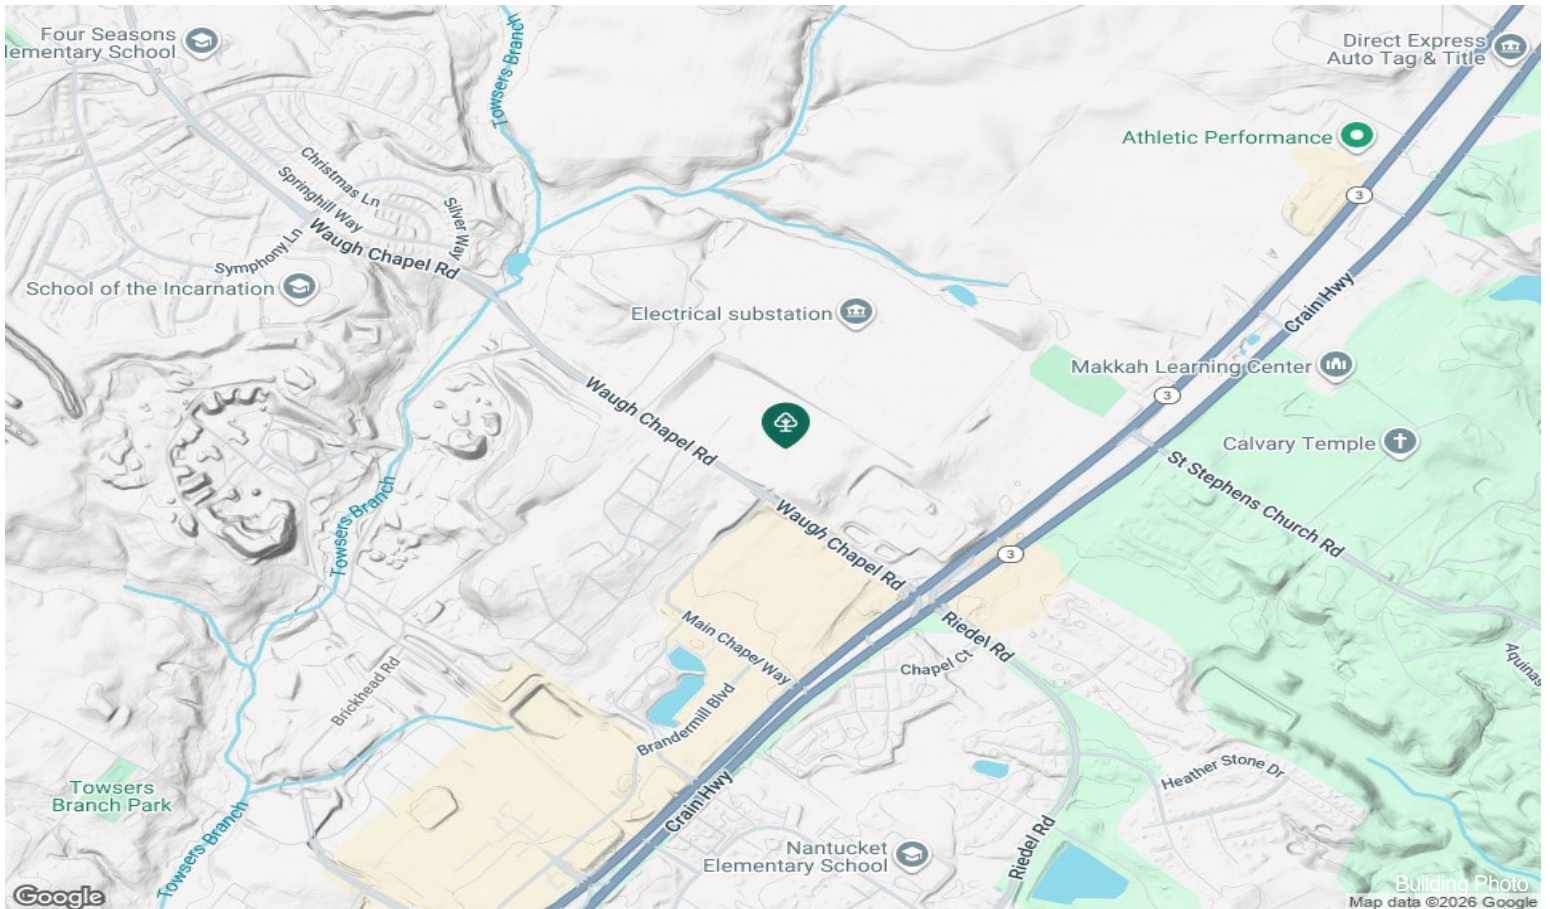 Four Seasons
lementary School
Towsers Branch
Direct Express
Auto Tag & Title
Athletic Performance
3
Christmas Ln
Springhill Way
Silver Way
Symphony Ln
Waugh Chapel Rd
School of the Incarnation
Electrical substation
Crain Hwy
Makkah Learning Center
3
Waugh Chapel Rd
Calvary Temple
St Stephens Church Rd
Towsers Branch
Waugh Chapel Rd
3
Main Chapel Way
Riedel Rd
Chapel Ct
Aquinas
Brickhead Rd
Brandermill Blvd
Heather Stone Dr
Towsers
Branch Park
Crain Hwy
Towsers Branch
Riedel Rd
Nantucket
Elementary School
Google
Building Photo
Map data ©2026 Google